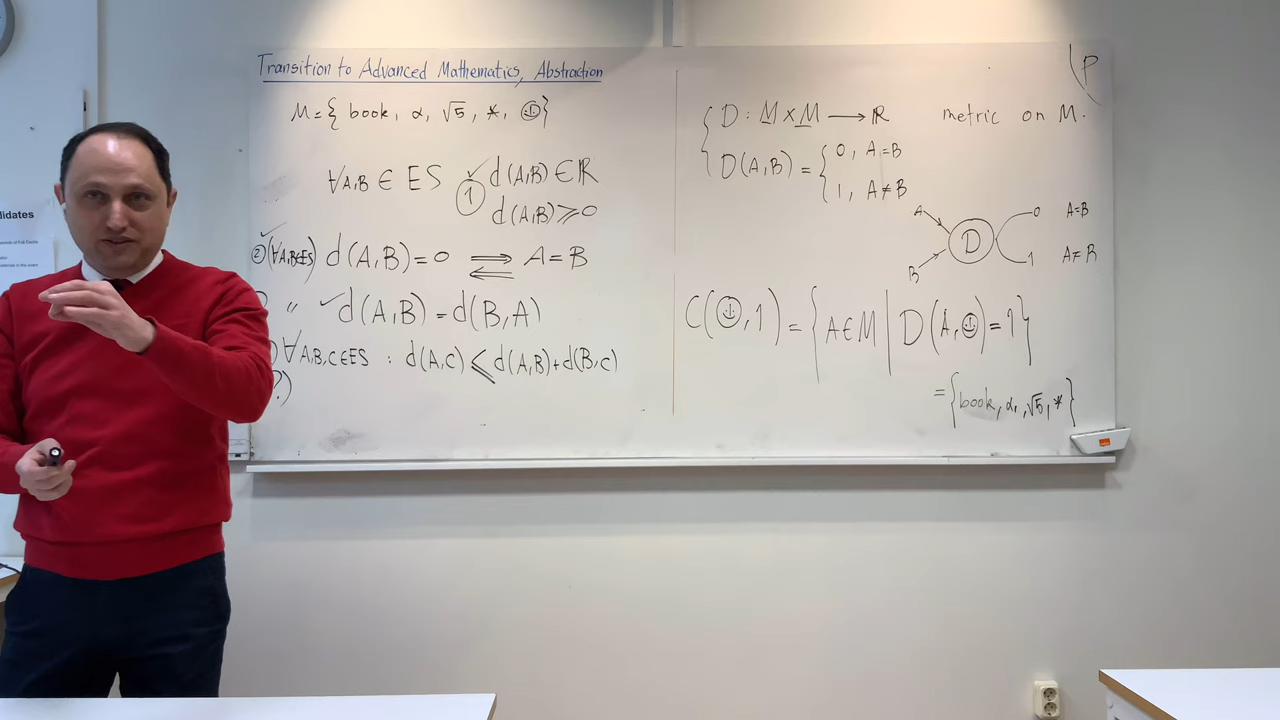 Transition to Advanced Mathematics, Abstraction
M = { book, α, √5, *, ☺ }
∀A,B ∈ ES ① ✓ d(A,B) ∈ ℝ
d(A,B) ⩾ 0
② ✓ (∀A,B∈ES) d(A,B) = 0 ⇒ ⇐ A = B
" ✓ d(A,B) = d(B,A)
) ∀A,B,C∈ES : d(A,C) ⩽ d(A,B)+d(B,C)
?)
(P
D : M × M → ℝ metric on M.
D(A,B) = { 0, A=B
1, A≠B
A 0 A=B
D
B 1 A≠B
C(☺,1) = { A∈M | D(A,☺) = 1 }
= { book, α, √5, * }
didates